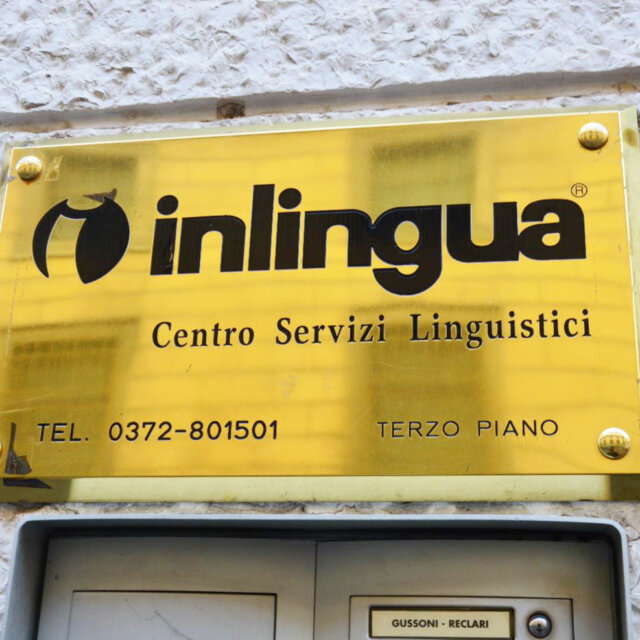 inlingua®
Centro Servizi Linguistici
TEL. 0372-801501 TERZO PIANO
GUSSONI - RECLARI